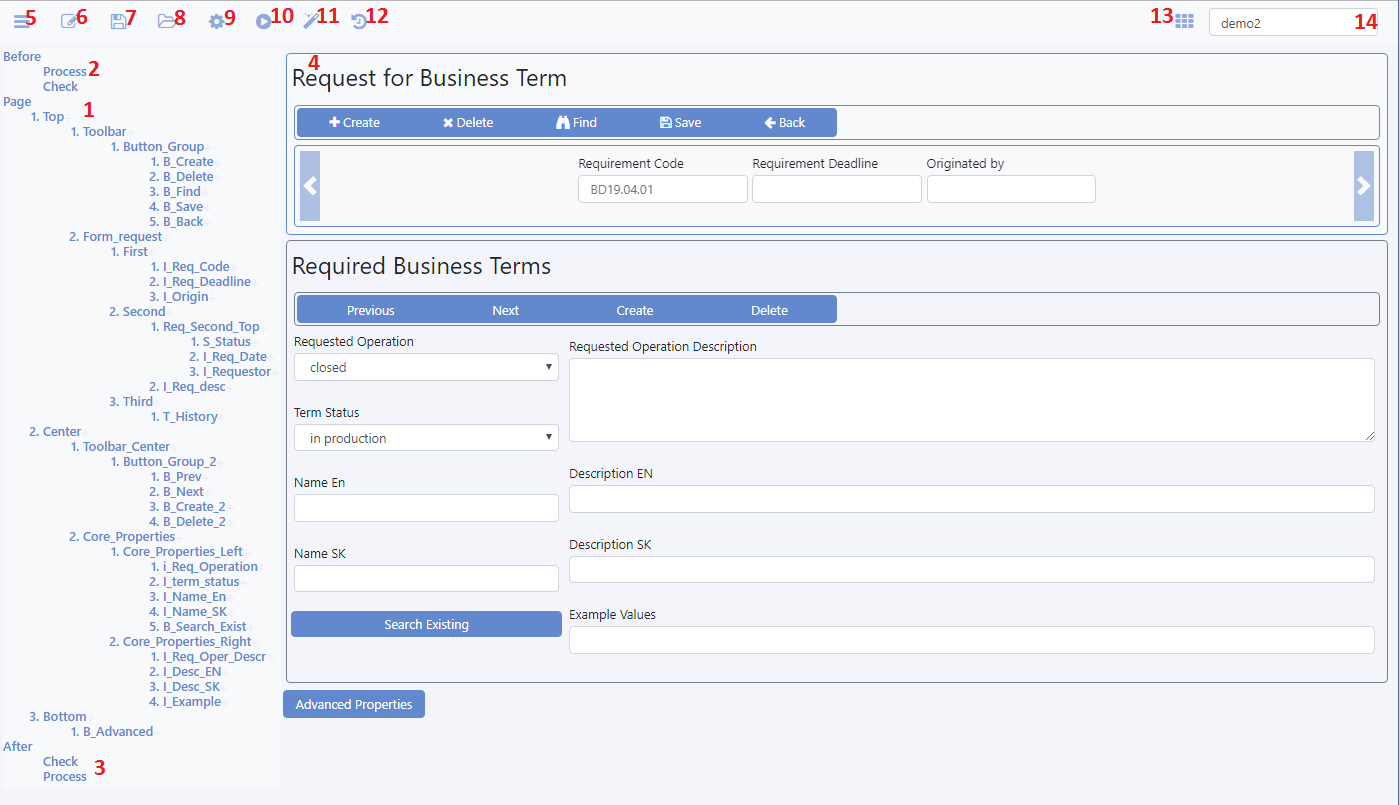 5 6 7 8 9 10 11 12 13 demo2 14
Before
Process 2
Check
Page
1
1. Top
1. Toolbar
1. Button_Group
1. B_Create
2. B_Delete
3. B_Find
4. B_Save
5. B_Back
2. Form_request
1. First
1. I_Req_Code
2. I_Req_Deadline
3. I_Origin
2. Second
1. Req_Second_Top
1. S_Status
2. I_Req_Date
3. I_Requestor
2. I_Req_desc
3. Third
1. T_History
2. Center
1. Toolbar_Center
1. Button_Group_2
1. B_Prev
2. B_Next
3. B_Create_2
4. B_Delete_2
2. Core_Properties
1. Core_Properties_Left
1. i_Req_Operation
2. I_term_status
3. I_Name_En
4. I_Name_SK
5. B_Search_Exist
2. Core_Properties_Right
1. I_Req_Oper_Descr
2. I_Desc_EN
3. I_Desc_SK
4. I_Example
3. Bottom
1. B_Advanced
After
Check
Process 3
4
Request for Business Term
Create Delete Find Save Back
Requirement Code Requirement Deadline Originated by
BD19.04.01
Required Business Terms
Previous Next Create Delete
Requested Operation
closed
Term Status
in production
Name En
Name SK
Search Existing
Requested Operation Description
Description EN
Description SK
Example Values
Advanced Properties